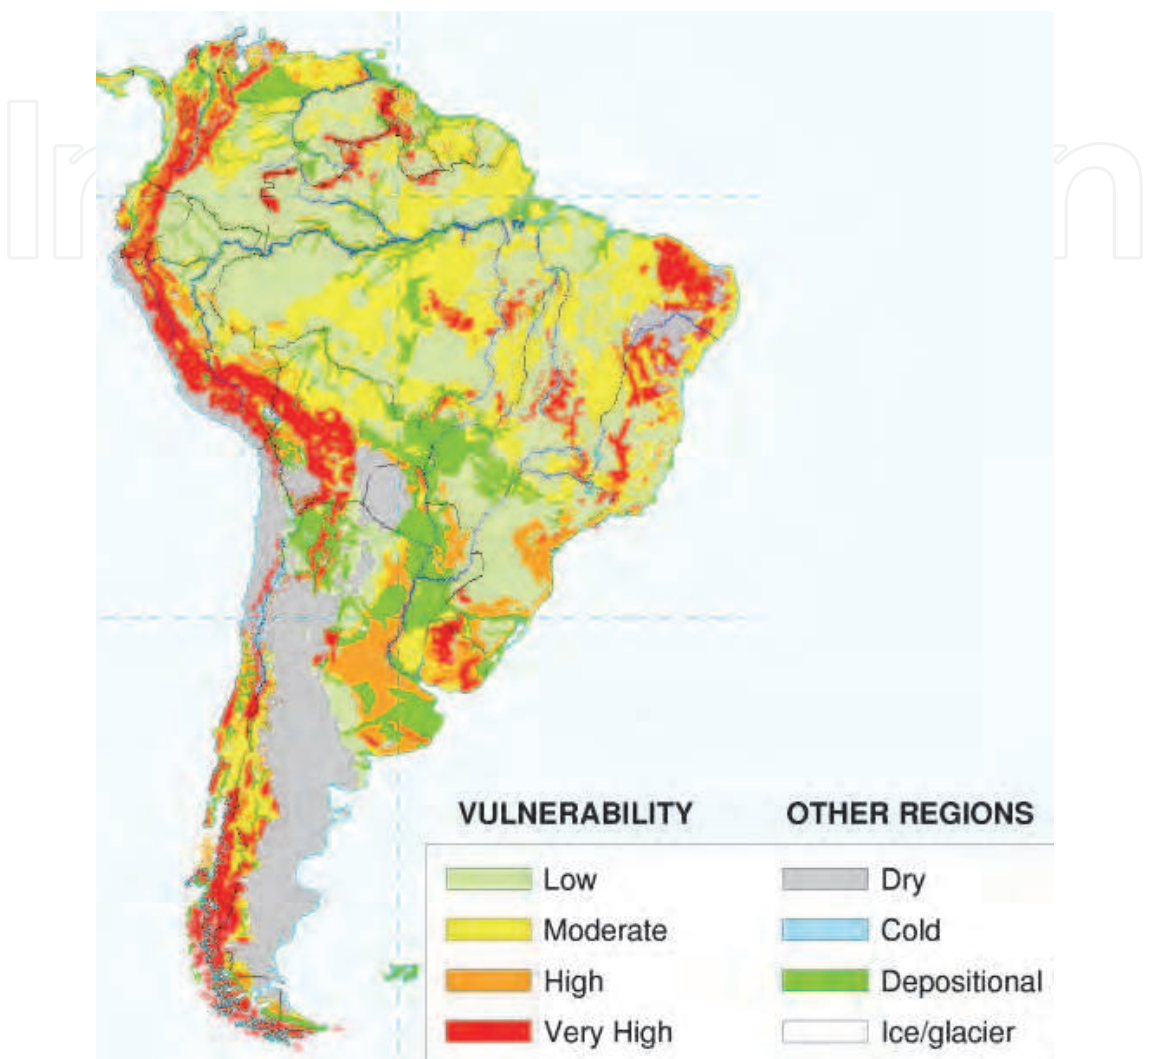 VULNERABILITY OTHER REGIONS
Low Dry
Moderate Cold
High Depositional
Very High Ice/glacier